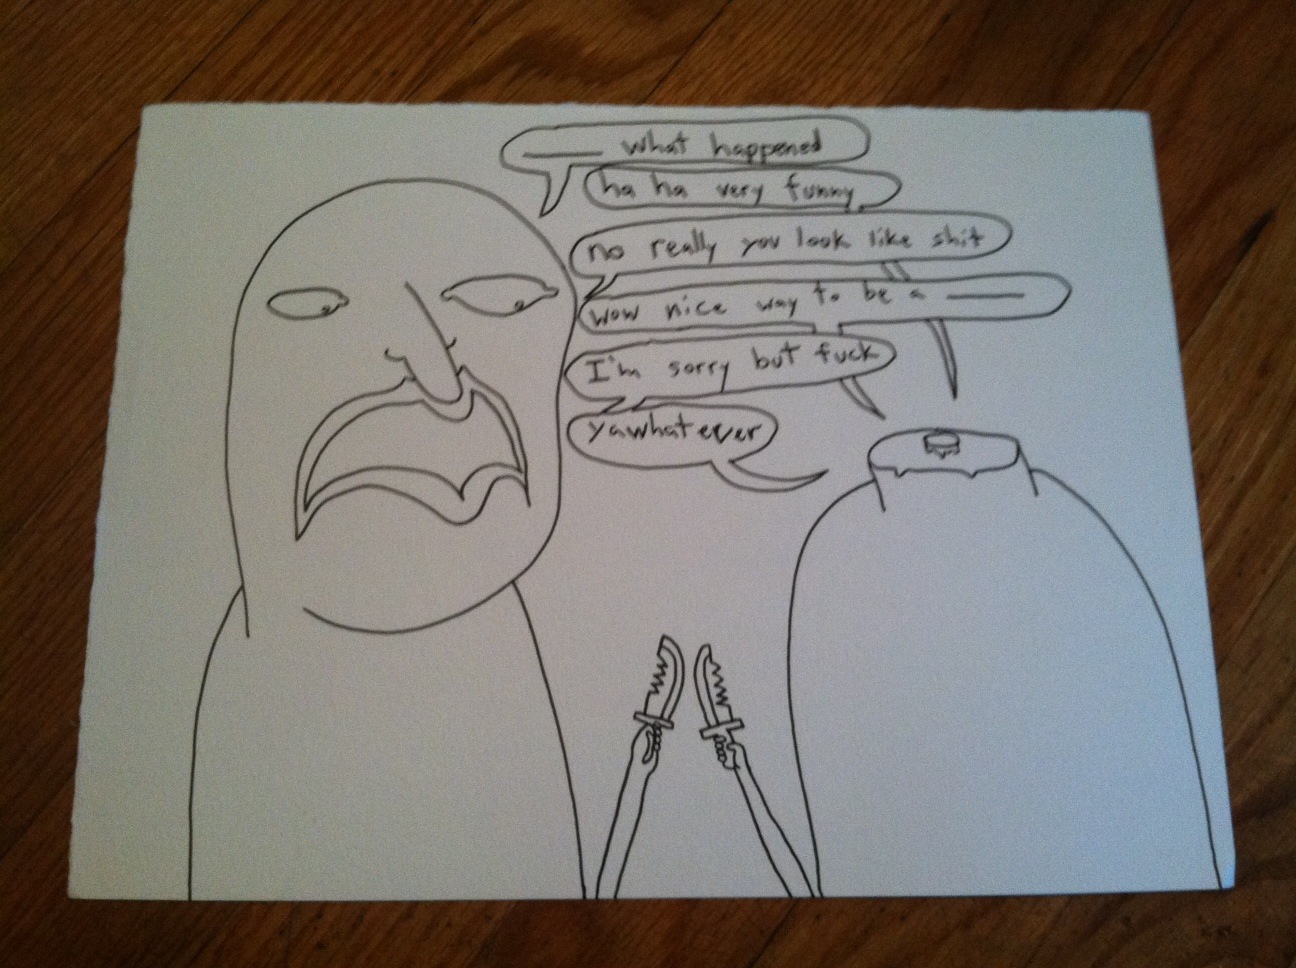 what happened
ha ha very funny
no really you look like shit
wow nice way to be a
I'm sorry but fuck
yawhatever